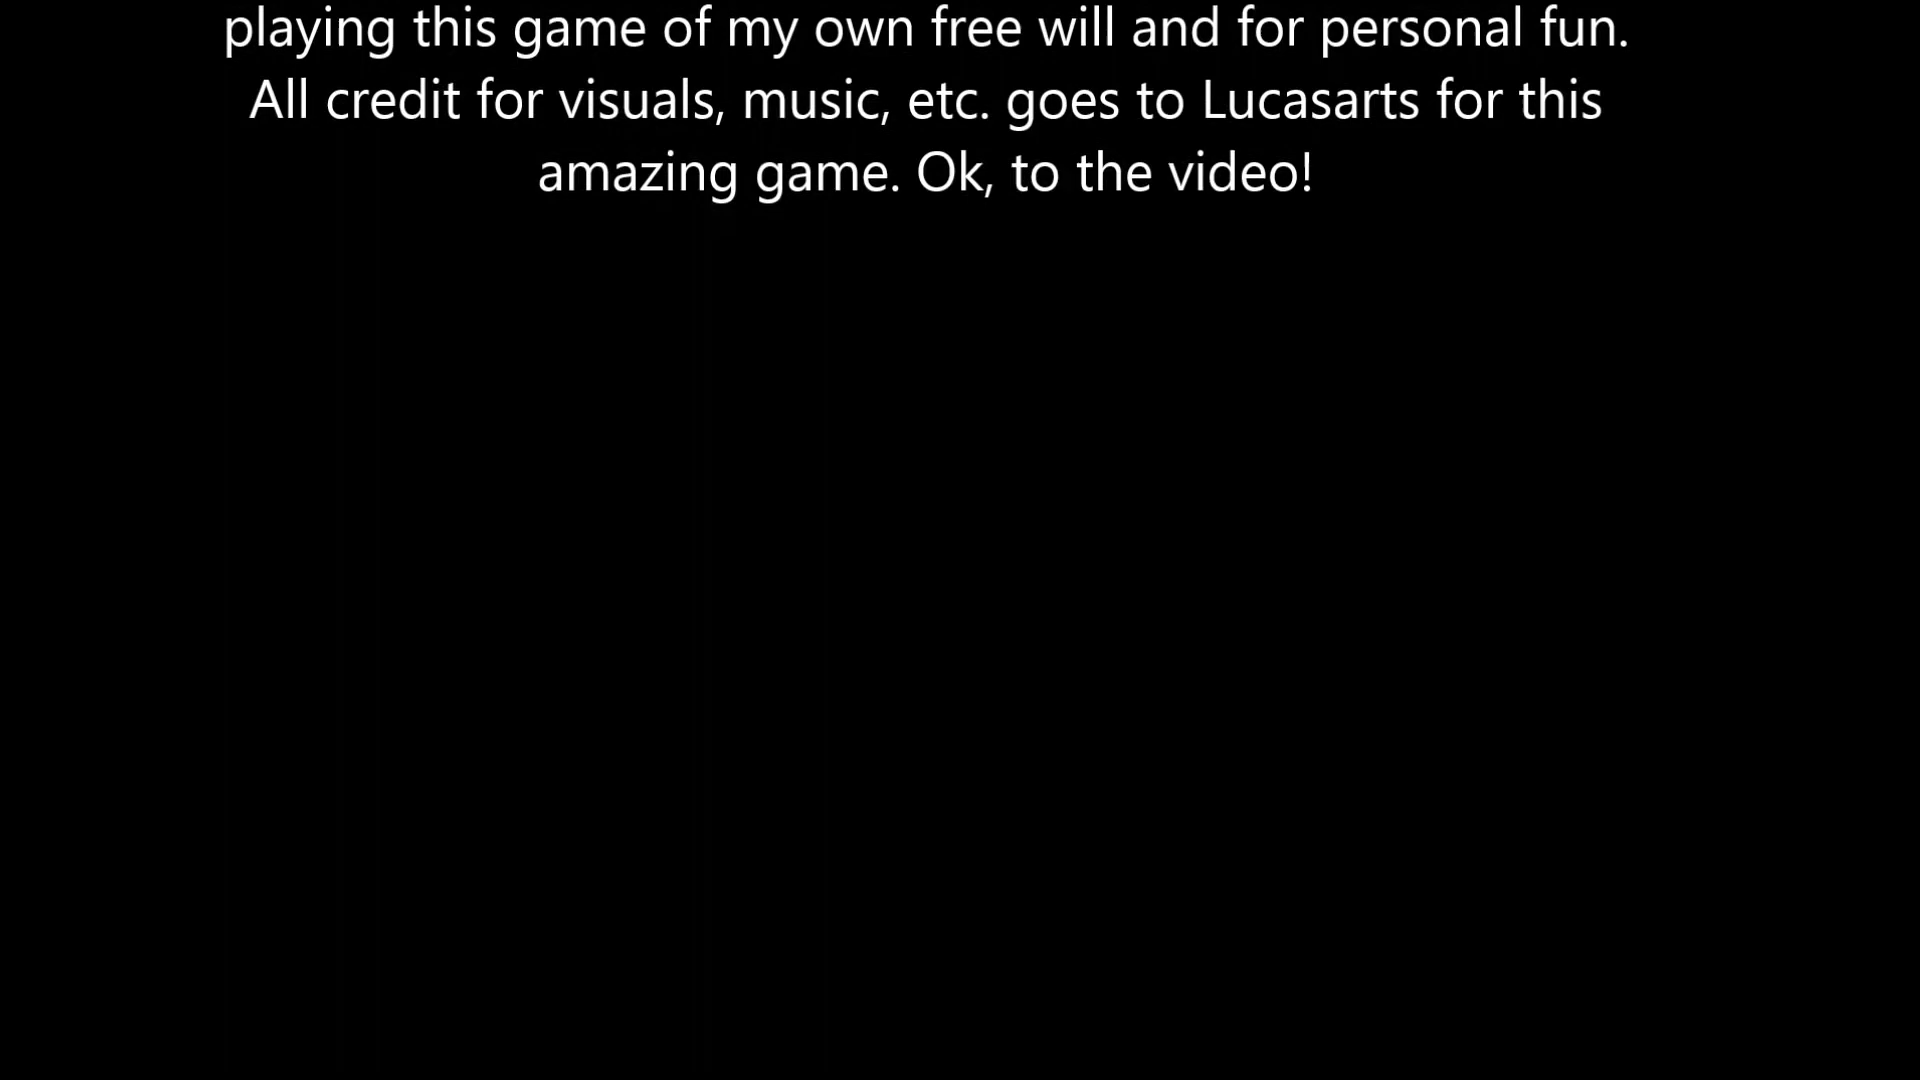 playing this game of my own free will and for personal fun.
All credit for visuals, music, etc. goes to Lucasarts for this
amazing game. Ok, to the video!